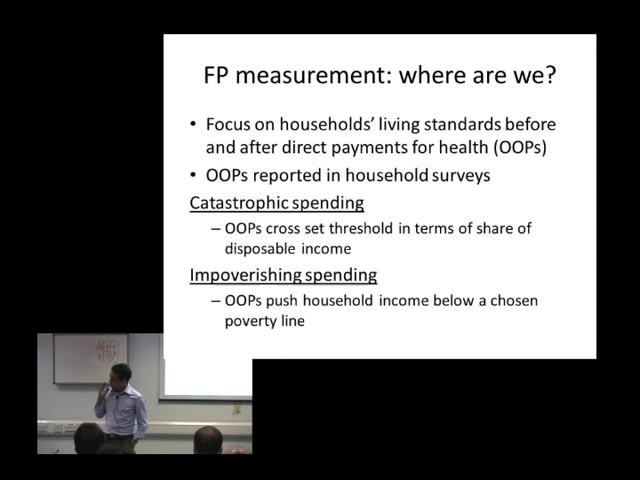 FP measurement: where are we?
• Focus on households' living standards before
and after direct payments for health (OOPs)
• OOPs reported in household surveys
Catastrophic spending
– OOPs cross set threshold in terms of share of
disposable income
Impoverishing spending
– OOPs push household income below a chosen
poverty line